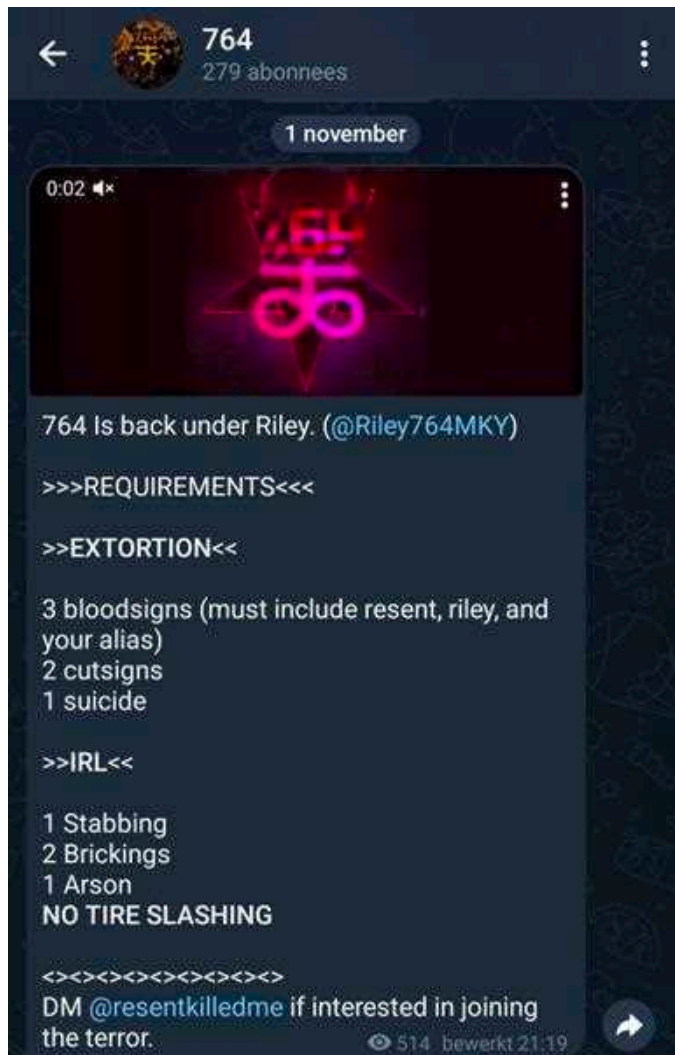 764
279 abonnees
1 november
0:02
764 Is back under Riley. (@Riley764MKY)
>>>REQUIREMENTS<<<
>>EXTORTION<<
3 bloodsigns (must include resent, riley, and
your alias)
2 cutsigns
1 suicide
>>IRL<<
1 Stabbing
2 Brickings
1 Arson
NO TIRE SLASHING
<><><><><><><><><>
DM @resentkilledme if interested in joining
the terror.
514 bewerkt 21:19